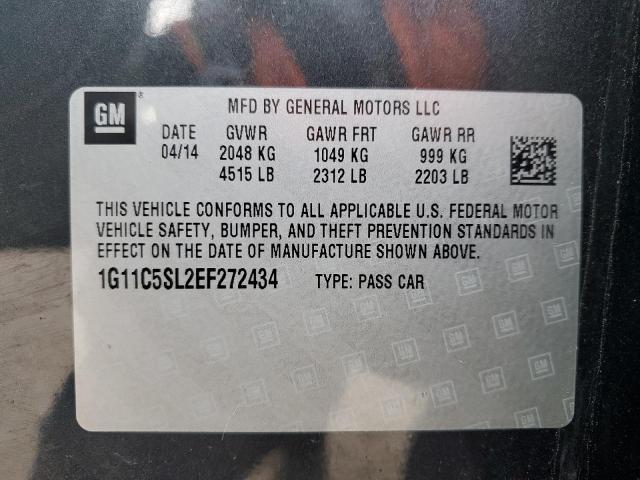 GM ®
MFD BY GENERAL MOTORS LLC
DATE GVWR GAWR FRT GAWR RR
04/14 2048 KG 1049 KG 999 KG
4515 LB 2312 LB 2203 LB
THIS VEHICLE CONFORMS TO ALL APPLICABLE U.S. FEDERAL MOTOR
VEHICLE SAFETY, BUMPER, AND THEFT PREVENTION STANDARDS IN
EFFECT ON THE DATE OF MANUFACTURE SHOWN ABOVE.
1G11C5SL2EF272434 TYPE: PASS CAR